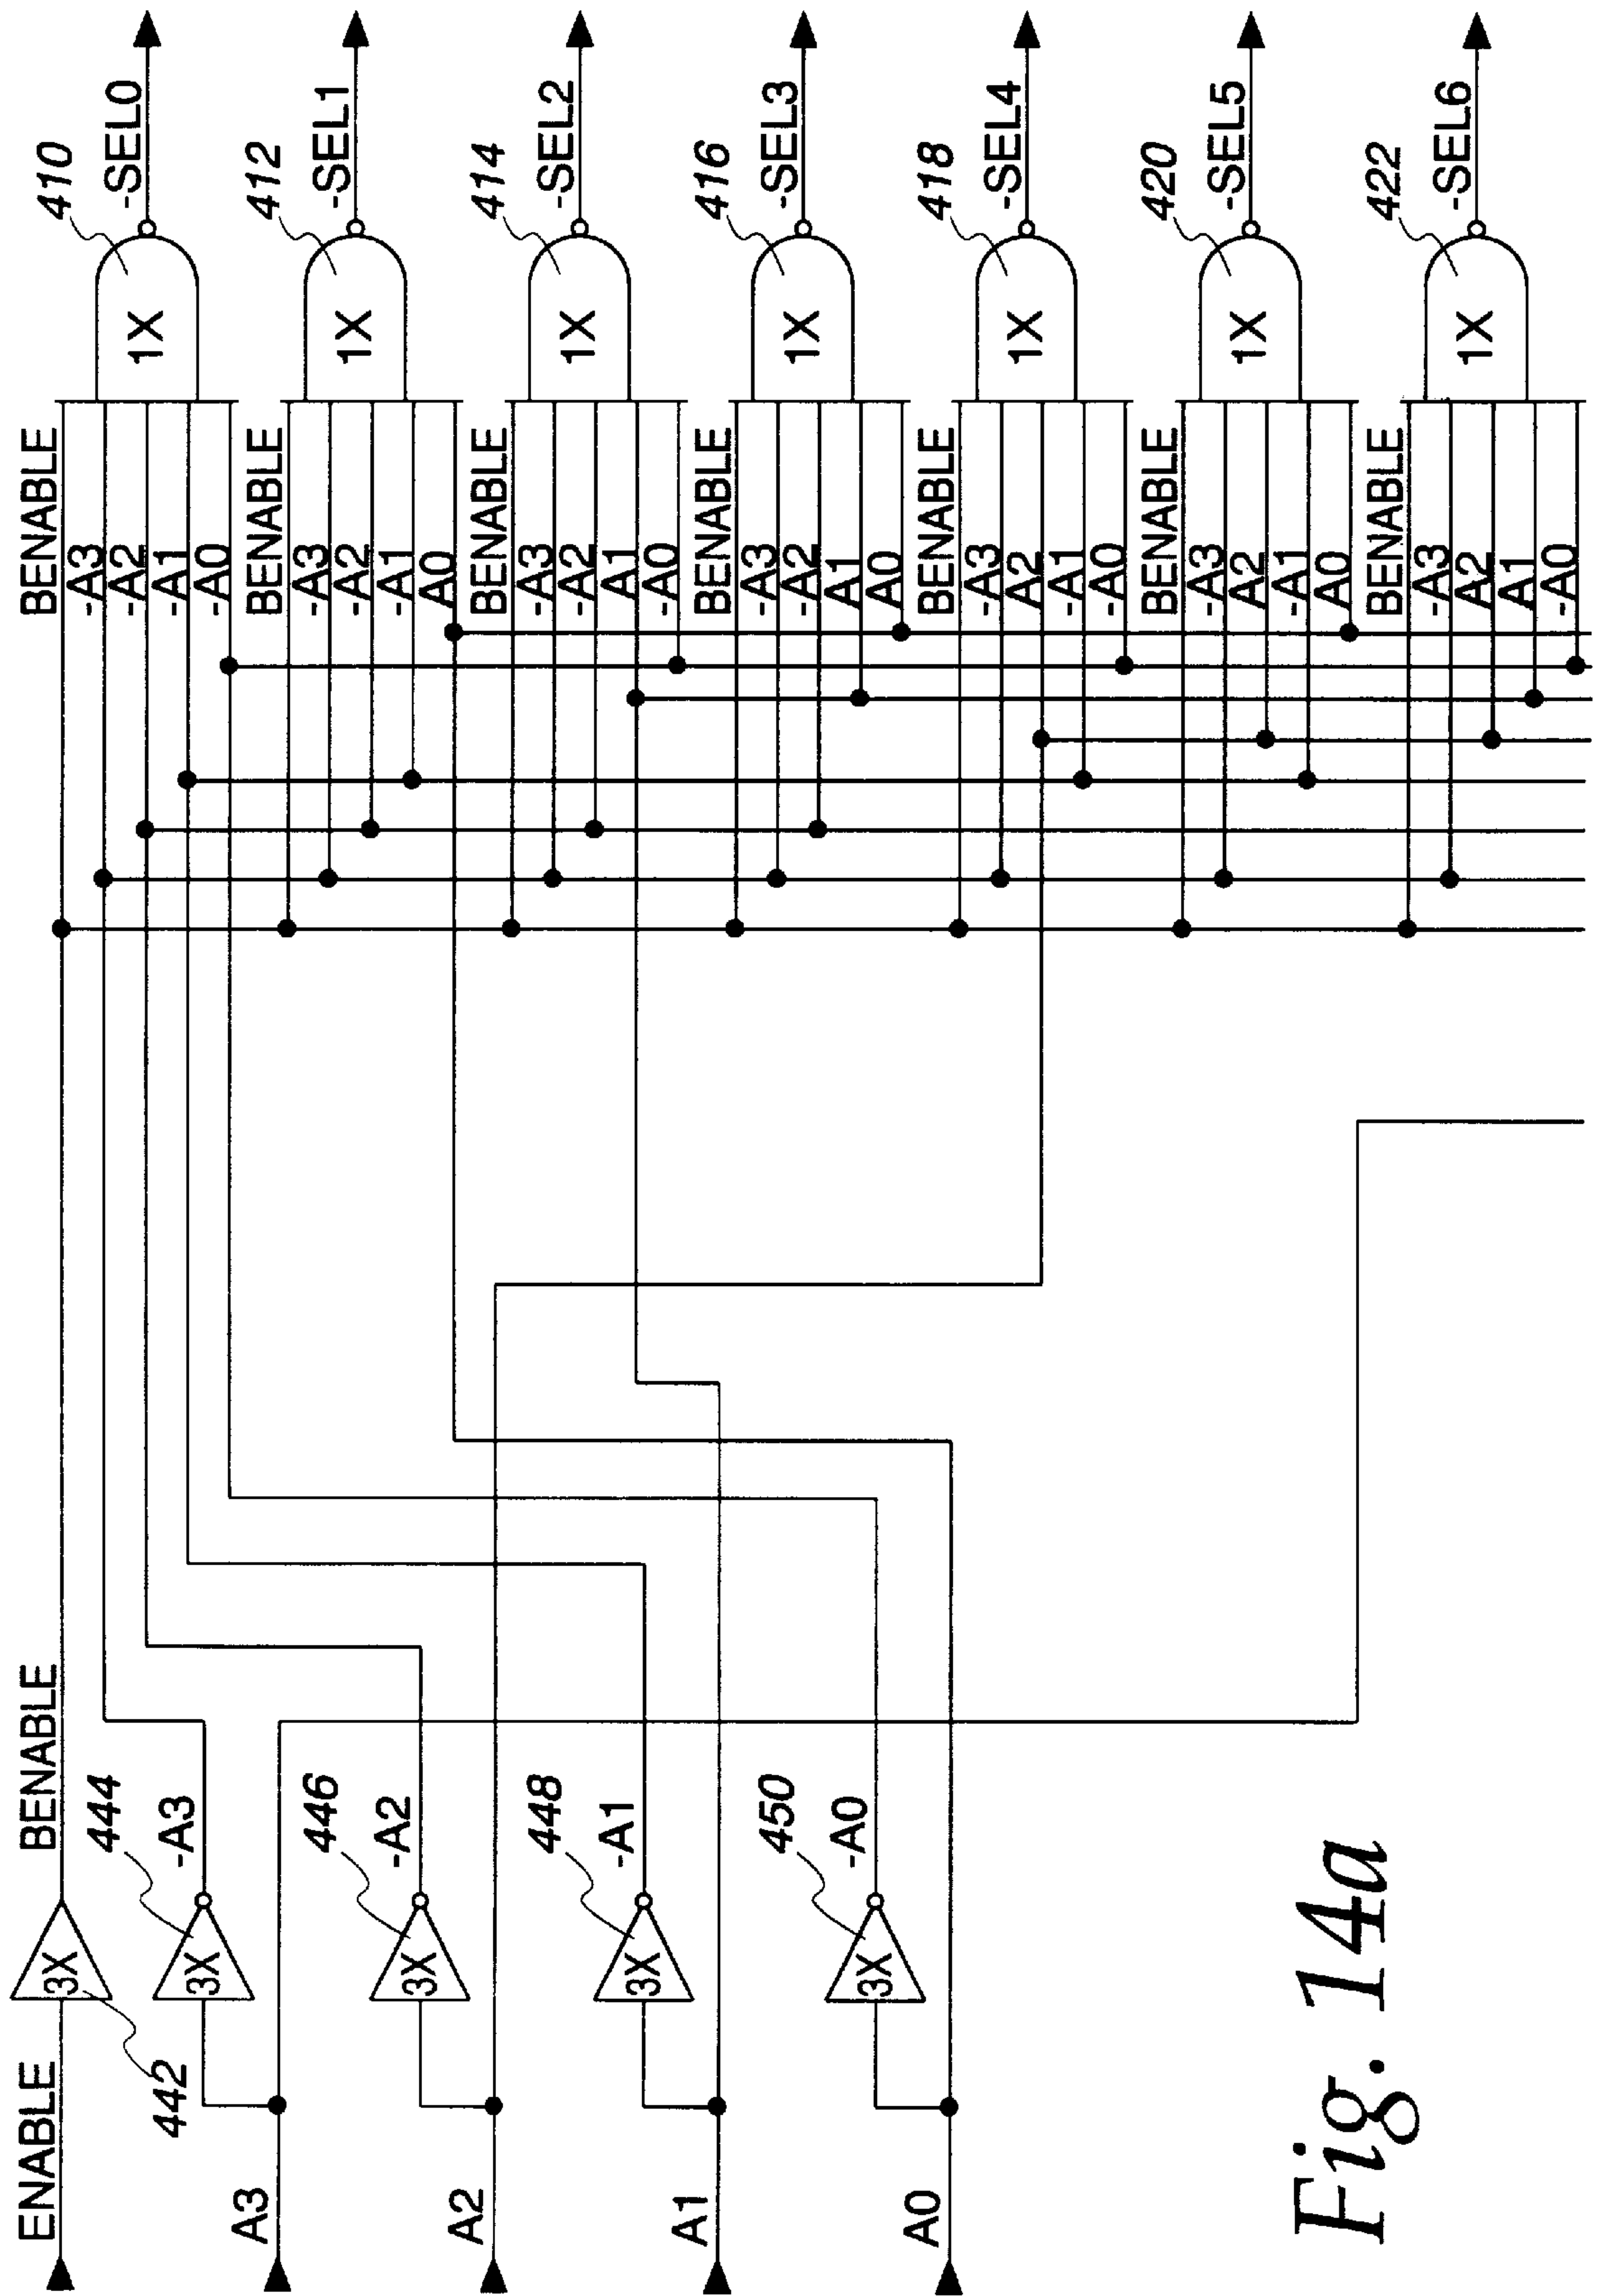 ENABLE
442
3X
BENABLE
BENABLE
-A3
-A2
-A1
-A0
1X
410
-SEL0
A3
3X
444
-A3
BENABLE
-A3
-A2
-A1
A0
1X
412
-SEL1
A2
3X
446
-A2
BENABLE
-A3
-A2
A1
-A0
1X
414
-SEL2
A1
3X
448
-A1
BENABLE
-A3
-A2
A1
A0
1X
416
-SEL3
A0
3X
450
-A0
BENABLE
-A3
A2
-A1
-A0
1X
418
-SEL4
BENABLE
-A3
A2
-A1
A0
1X
420
-SEL5
BENABLE
-A3
A2
A1
-A0
1X
422
-SEL6
Fig. 14a